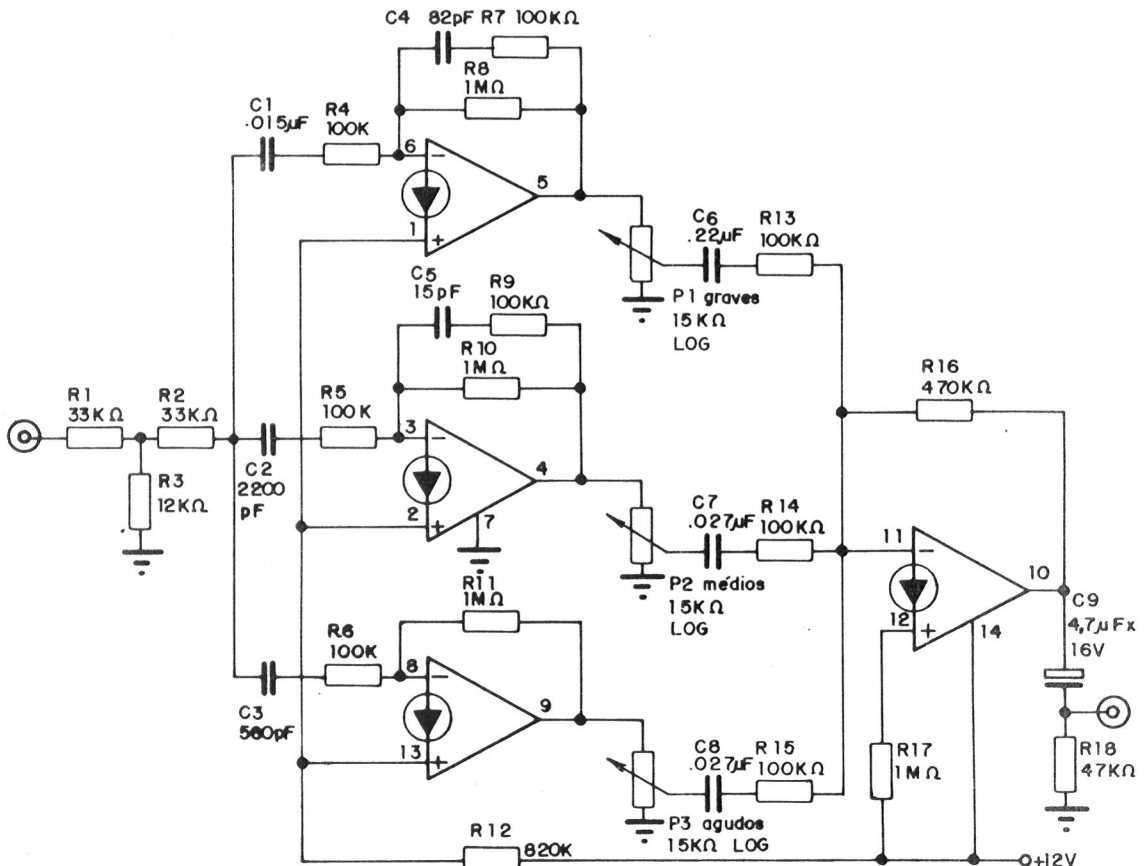 C4
82pF R7 100KΩ
R8
1MΩ
C1
.015µF
R4
100K
6
-
5
1
+
C6
.22µF
R13
100KΩ
P1 graves
15KΩ
LOG
C5
15pF
R9
100KΩ
R10
1MΩ
R16
470KΩ
R1
33KΩ
R2
33KΩ
R5
100K
3
-
4
R3
12KΩ
C2
2200
pF
2
+
7
C7
.027µF
R14
100KΩ
11
-
10
P2 médios
15KΩ
LOG
12
+
14
C9
4,7µFx
16V
R11
1MΩ
R6
100K
8
-
9
C3
560pF
13
+
C8
.027µF
R15
100KΩ
R17
1MΩ
R18
47KΩ
P3 agudos
15KΩ LOG
R12
820K
+12V